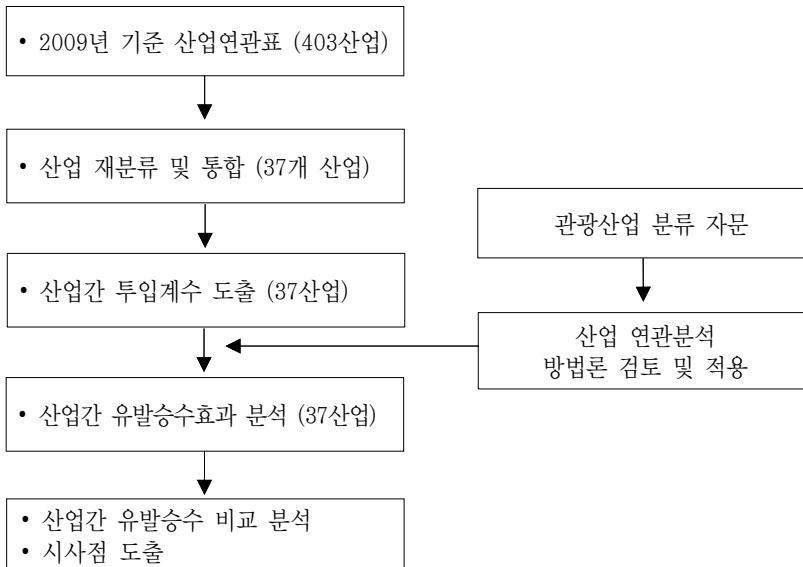 • 2009년 기준 산업연관표 (403산업)
• 산업 재분류 및 통합 (37개 산업)
관광산업 분류 자문
• 산업간 투입계수 도출 (37산업)
산업 연관분석
방법론 검토 및 적용
• 산업간 유발승수효과 분석 (37산업)
• 산업간 유발승수 비교 분석
• 시사점 도출